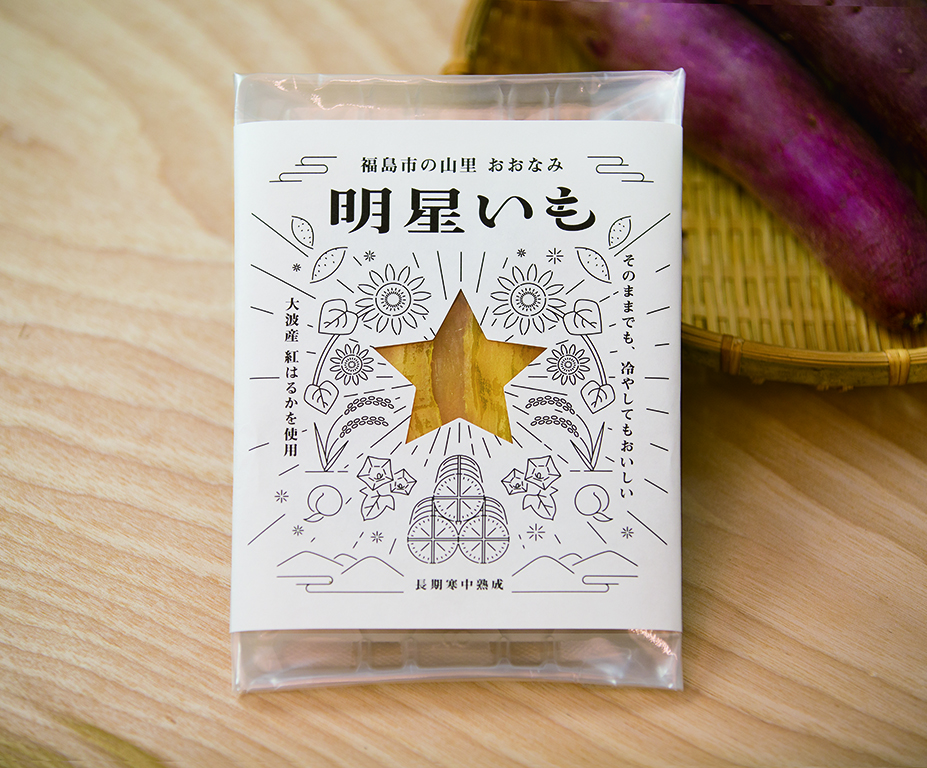 福島市の山里 おおなみ
明星いも
そのままでも、冷やしてもおいしい
大波産 紅はるかを使用
長期寒中熟成